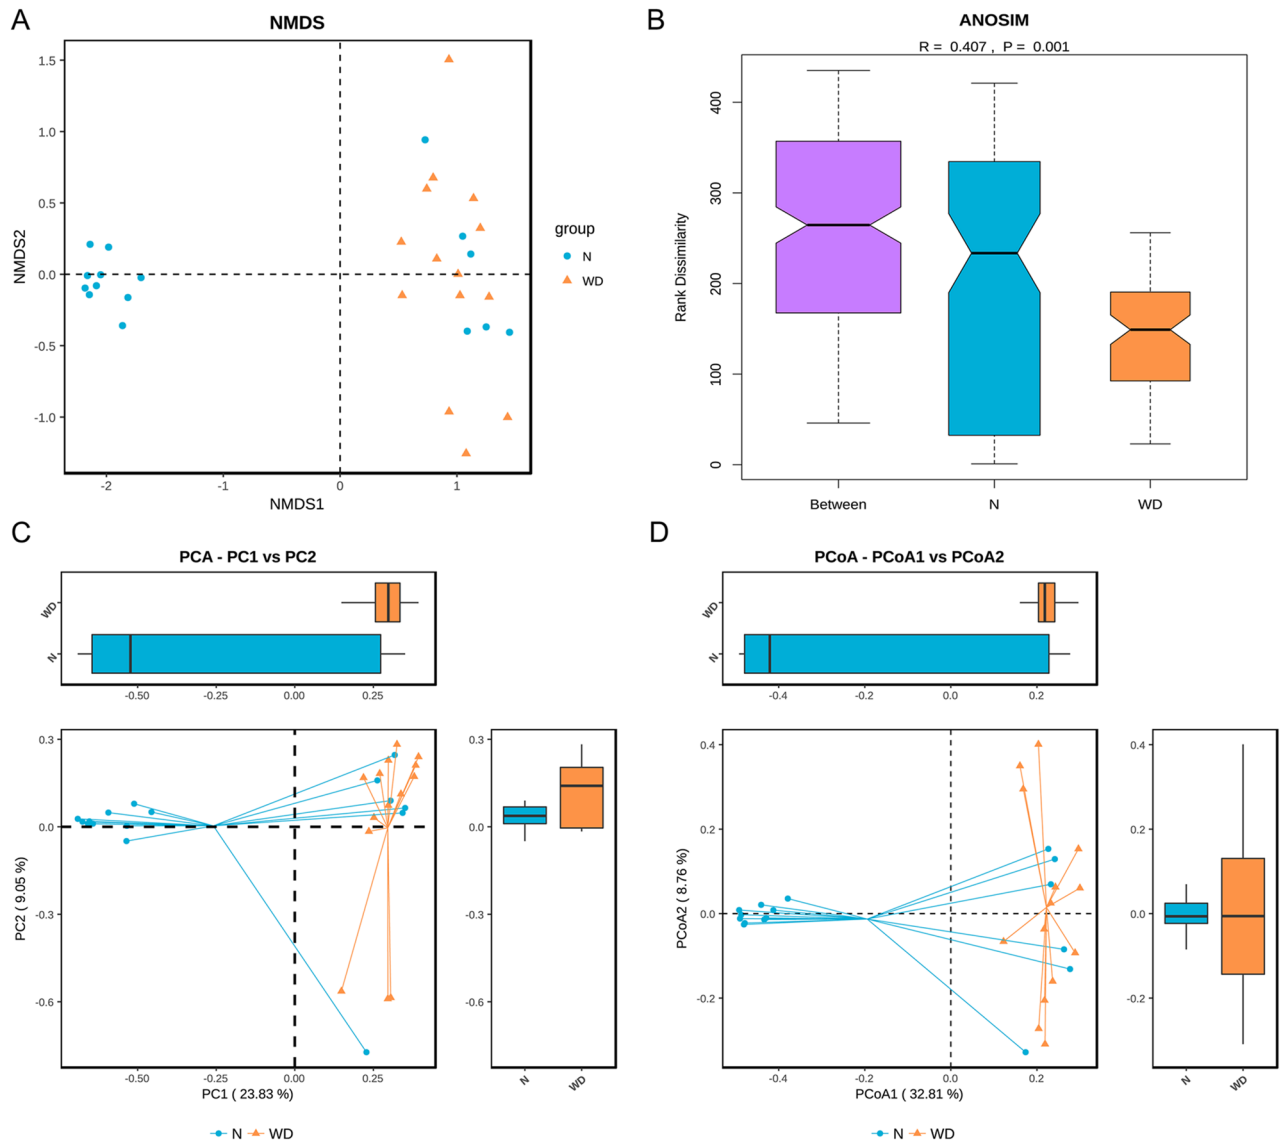 A
NMDS
1.5
1.0
0.5
0.0
-0.5
-1.0
NMDS2
-2
-1
0
1
NMDS1
group
N
WD
B
ANOSIM
R = 0.407 , P = 0.001
400
300
200
100
0
Rank Dissimilarity
Between
N
WD
C
PCA - PC1 vs PC2
WD
N
-0.50
-0.25
0.00
0.25
0.3
0.0
-0.3
-0.6
PC2 ( 9.05 %)
-0.50
-0.25
0.00
0.25
PC1 ( 23.83 %)
0.3
0.0
-0.3
-0.6
N
WD
N
WD
D
PCoA - PCoA1 vs PCoA2
WD
N
-0.4
-0.2
0.0
0.2
0.4
0.2
0.0
-0.2
PCoA2 ( 8.76 %)
-0.4
-0.2
0.0
0.2
PCoA1 ( 32.81 %)
0.4
0.2
0.0
-0.2
N
WD
N
WD